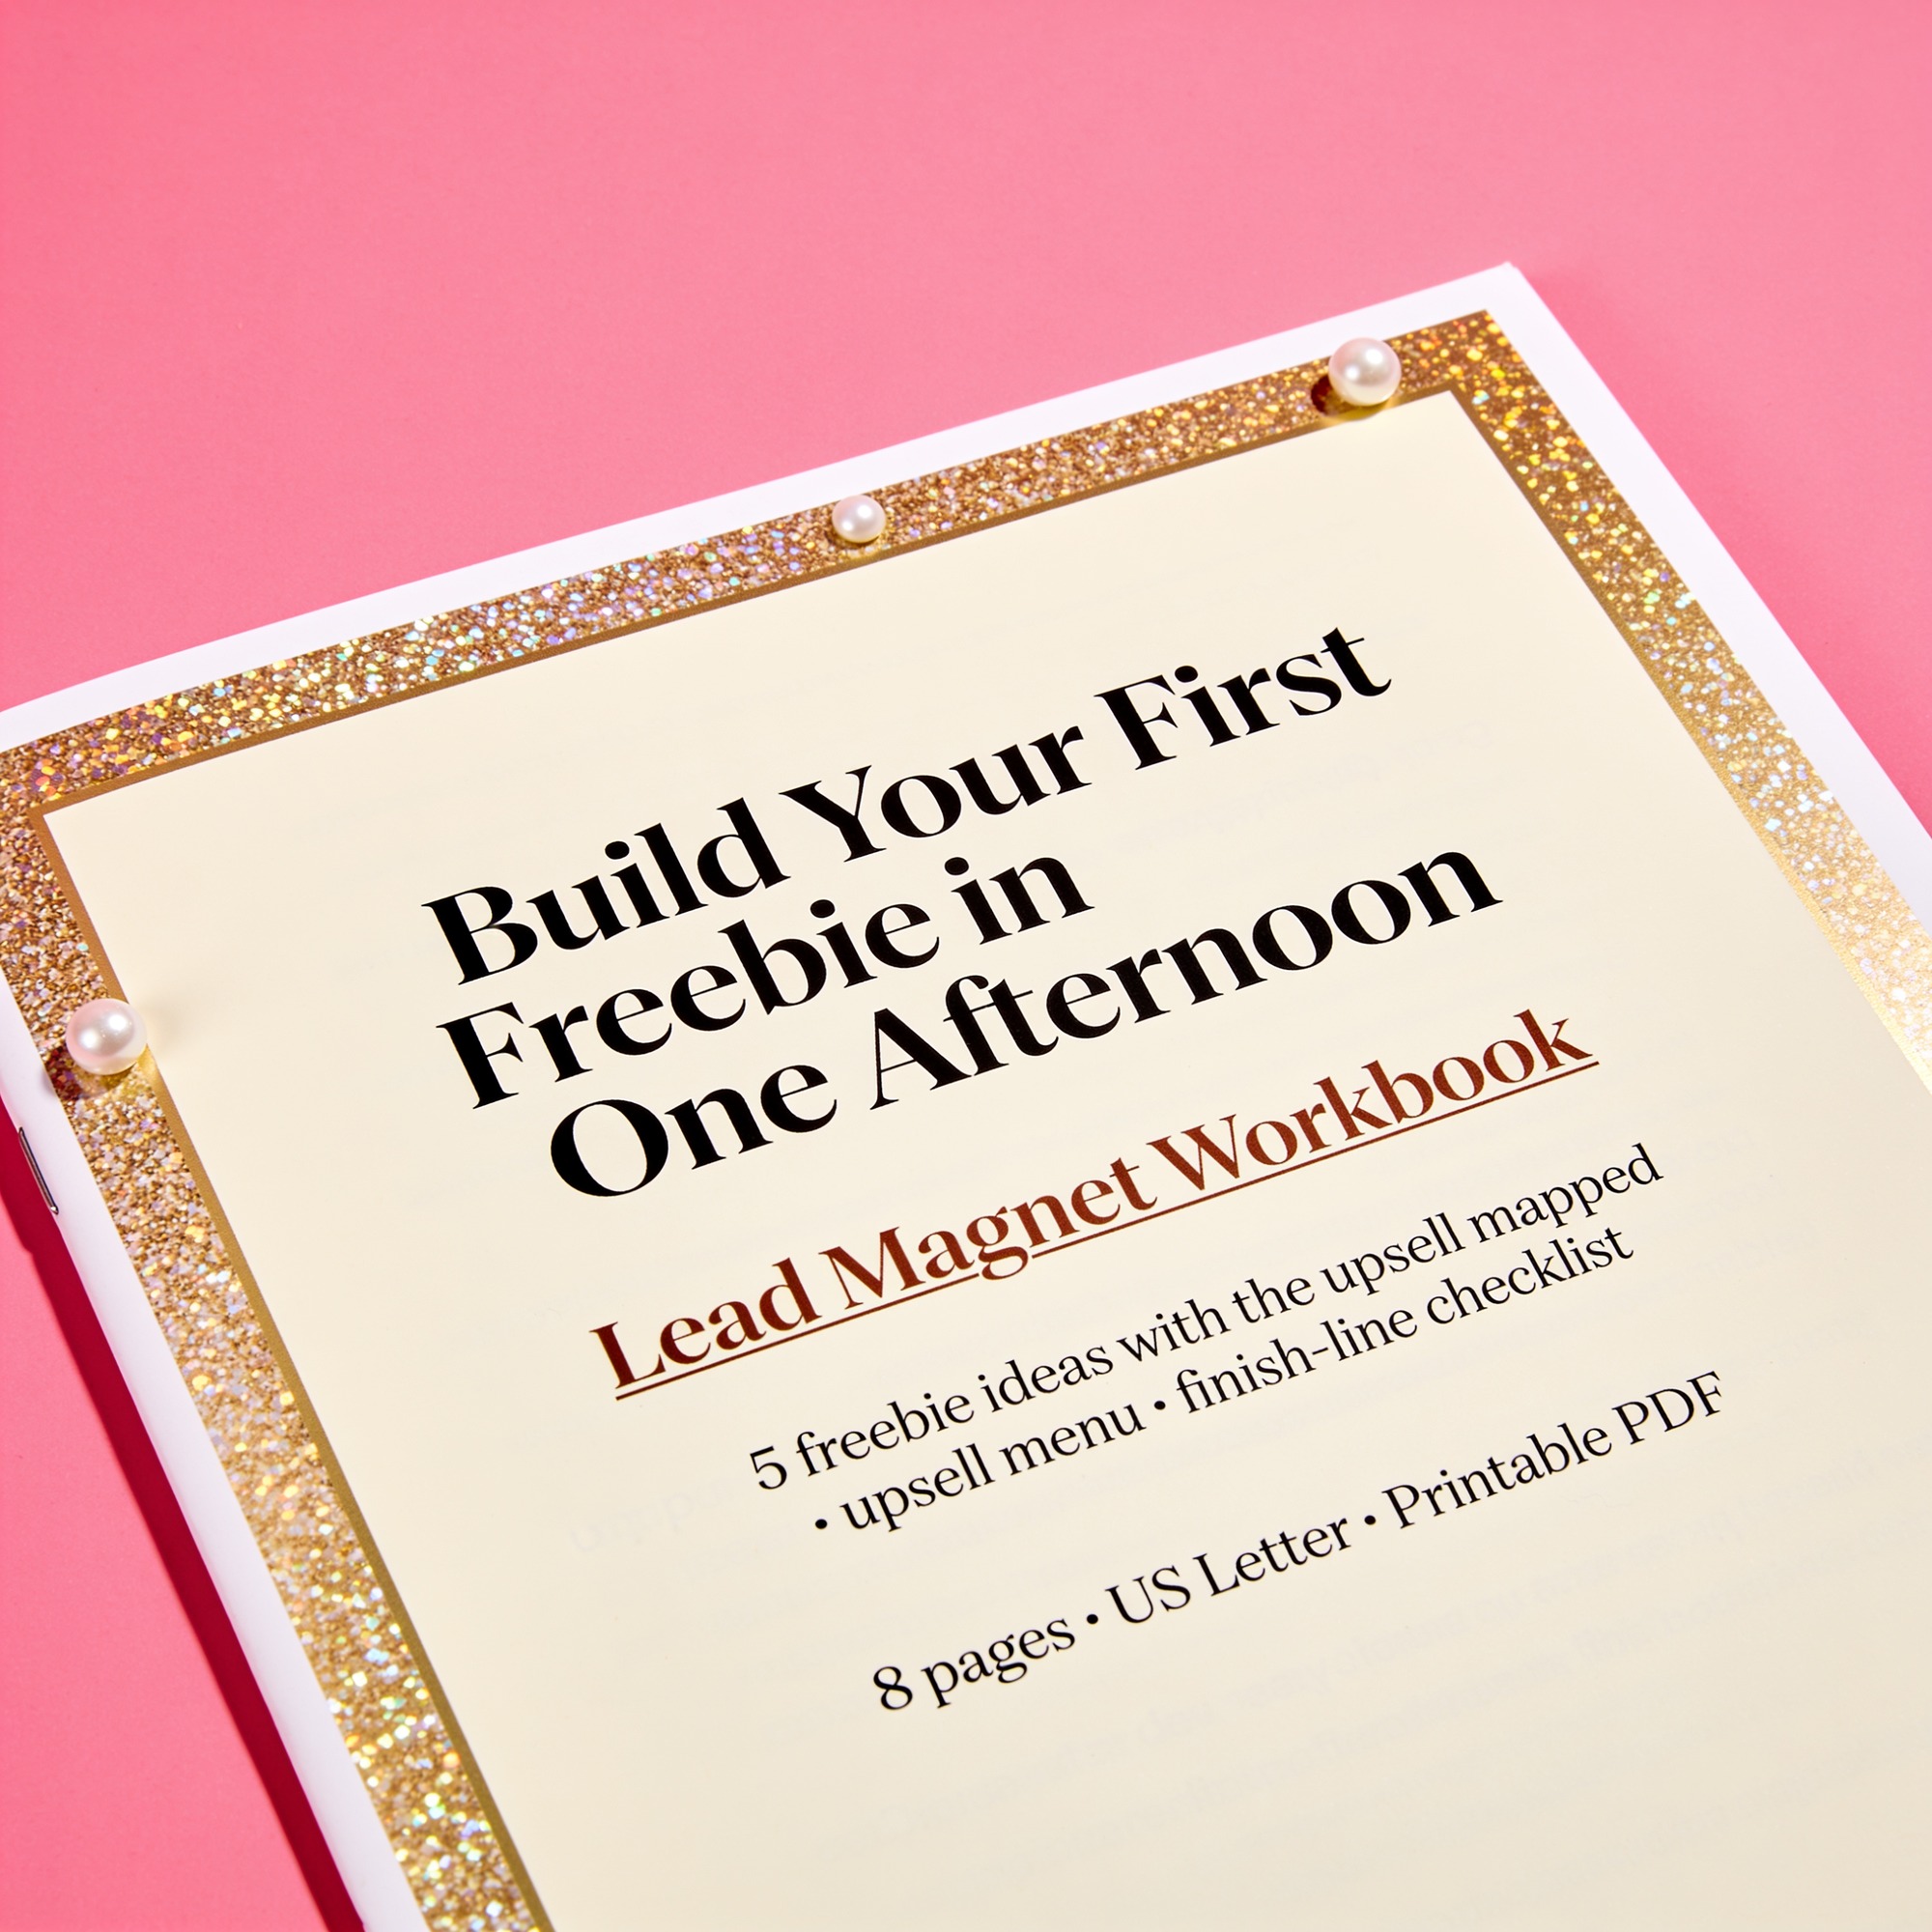 Build Your First
Freebie in
One Afternoon
Lead Magnet Workbook
5 freebie ideas with the upsell mapped
• upsell menu • finish-line checklist
8 pages • US Letter • Printable PDF